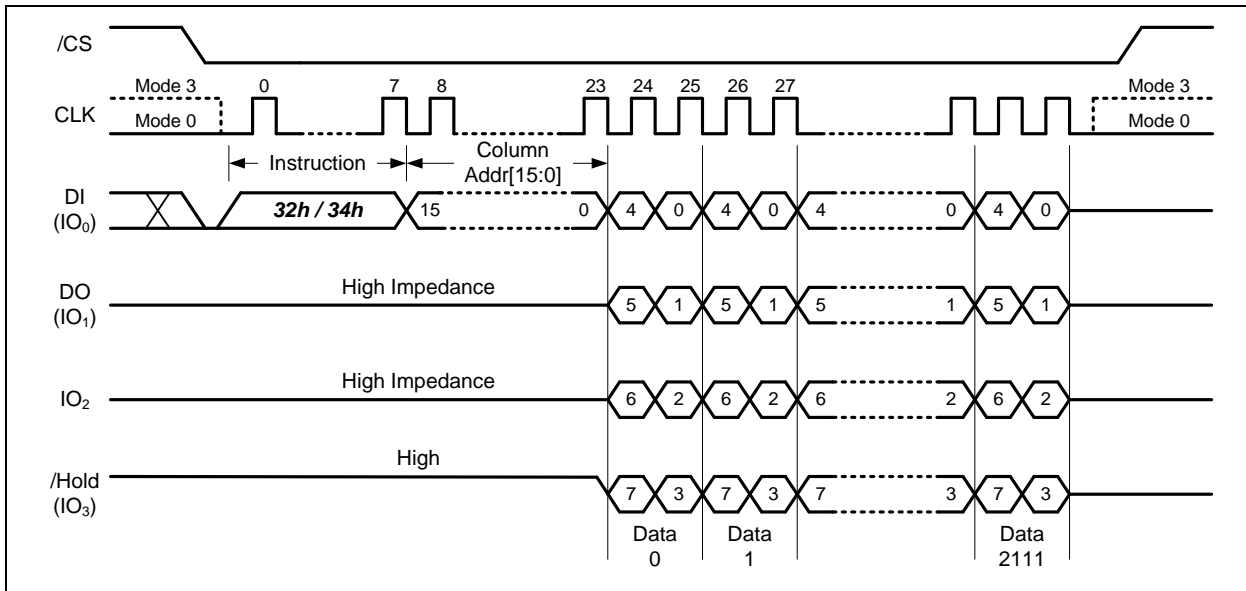 /CS
Mode 3 0 7 8 23 24 25 26 27 Mode 3
CLK
Mode 0 Mode 0
Instruction Column
Addr[15:0]
DI
(IO₀) 32h / 34h 15 0 4 0 4 0 4 0 4 0
High Impedance
DO
(IO₁) 5 1 5 1 5 1 5 1
High Impedance
IO₂ 6 2 6 2 6 2 6 2
High
/Hold
(IO₃) 7 3 7 3 7 3 7 3
Data Data Data
0 1 2111